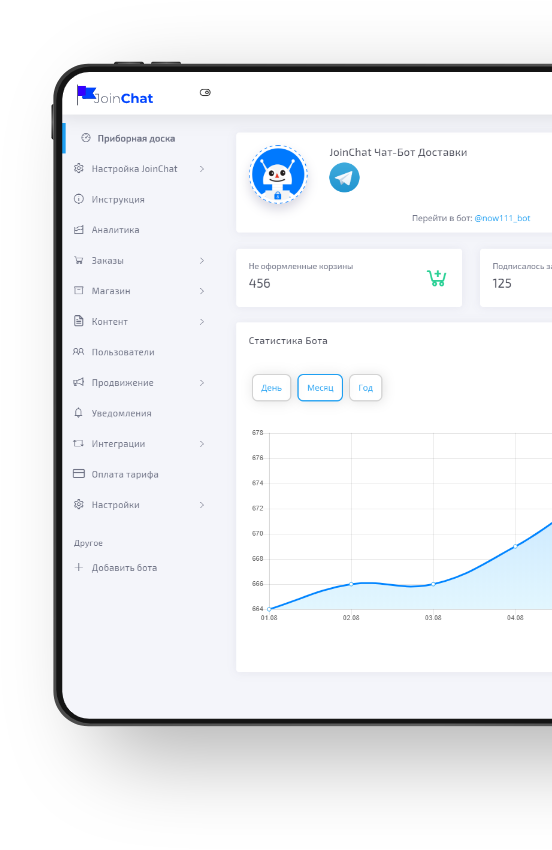 JoinChat
Приборная доска
Настройка JoinChat
Инструкция
Аналитика
Заказы
Магазин
Контент
Пользователи
Продвижение
Уведомления
Интеграции
Оплата тарифа
Настройки
Другое
Добавить бота
JoinChat Чат-Бот Доставки
Перейти в бот: @now111_bot
Не оформленные корзины
456
Подписалось
125
Статистика Бота
День
Месяц
Год
678
676
674
672
670
668
666
664
01.08
02.08
03.08
04.08